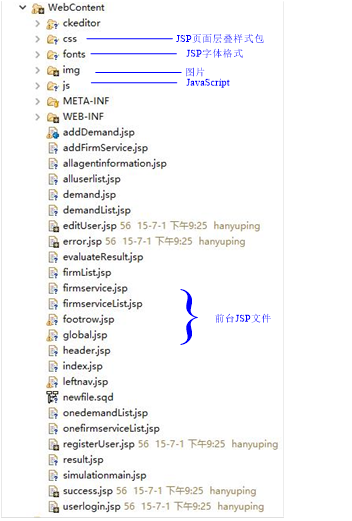 WebContent
ckeditor
css JSP页面层叠样式包
fonts JSP字体格式
img 图片
js JavaScript
META-INF
WEB-INF
addDemand.jsp
addFirmService.jsp
allagentinformation.jsp
alluserlist.jsp
demand.jsp
demandList.jsp
editUser.jsp 56 15-7-1 下午9:25 hanyuping
error.jsp 56 15-7-1 下午9:25 hanyuping
evaluateResult.jsp
firmList.jsp
firmservice.jsp
firmserviceList.jsp
footrow.jsp 前台JSP文件
global.jsp
header.jsp
index.jsp
leftnav.jsp
newfile.sqd
onedemandList.jsp
onefirmserviceList.jsp
registerUser.jsp 56 15-7-1 下午9:25 hanyuping
result.jsp
simulationmain.jsp
success.jsp 56 15-7-1 下午9:25 hanyuping
userlogin.jsp 56 15-7-1 下午9:25 hanyuping